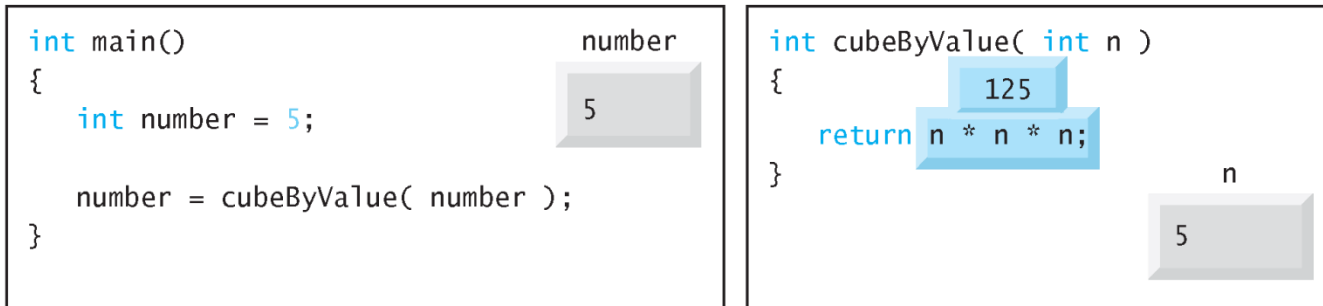 int main()
{
int number = 5;
number = cubeByValue( number );
}
number
5
int cubeByValue( int n )
{
125
return n * n * n;
}
n
5